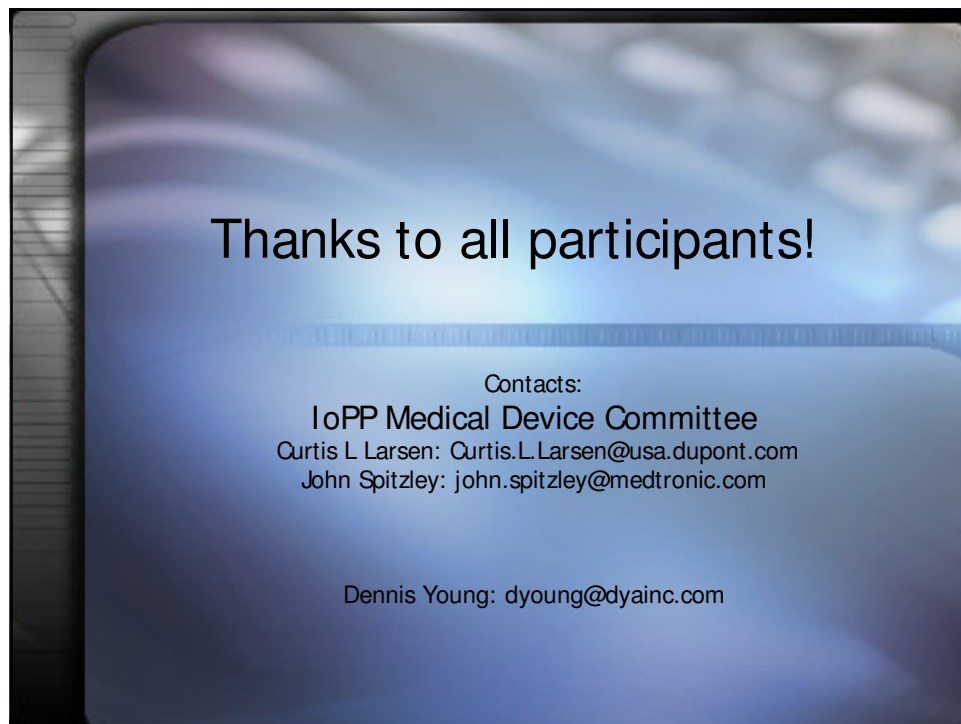 Thanks to all participants!
Contacts:
IoPP Medical Device Committee
Curtis L Larsen: Curtis.L.Larsen@usa.dupont.com
John Spitzley: john.spitzley@medtronic.com
Dennis Young: dyoung@dyainc.com